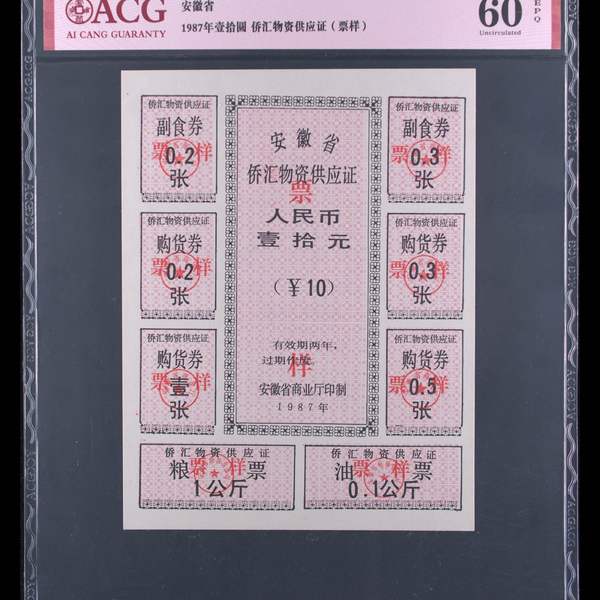 ACG
AI CANG GUARANTY
安徽省
1987年壹拾圆 侨汇物资供应证（票样）
60
EPQ
Uncirculated
侨汇物资供应证
副食券
票样
0.2
张
侨汇物资供应证
购货券
票样
0.2
张
侨汇物资供应证
购货券
票样
壹
张
安徽省
侨汇物资供应证
票
人民币
壹拾元
（￥10）
有效期两年，
过期作废。
样
安徽省商业厅印制
1987年
侨汇物资供应证
副食券
票样
0.3
张
侨汇物资供应证
购货券
票样
0.3
张
侨汇物资供应证
购货券
票样
0.5
张
侨汇物资供应证
粮票
票样
1公斤
侨汇物资供应证
油票
票样
0.1公斤